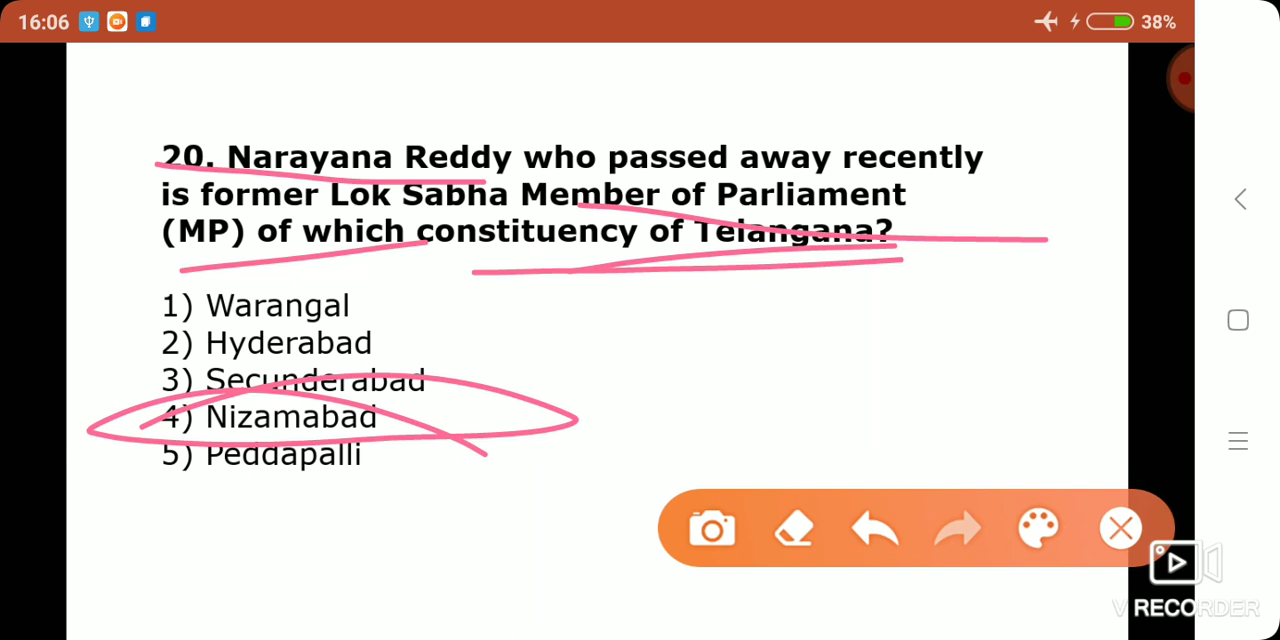 16:06
38%
20. Narayana Reddy who passed away recently
is former Lok Sabha Member of Parliament
(MP) of which constituency of Telangana?
1) Warangal
2) Hyderabad
3) Secunderabad
4) Nizamabad
5) Peddapalli
V RECORDER